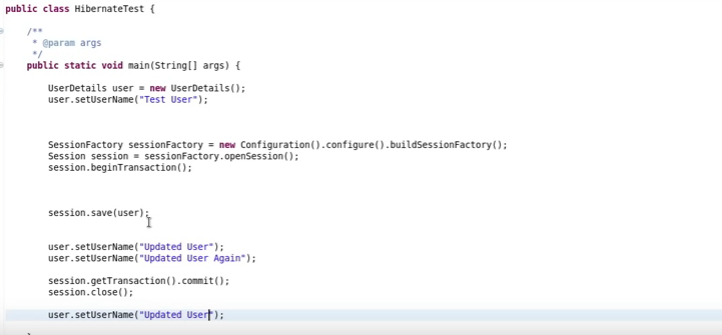 public class HibernateTest {
/**
* @param args
*/
public static void main(String[] args) {
UserDetails user = new UserDetails();
user.setUserName("Test User");
SessionFactory sessionFactory = new Configuration().configure().buildSessionFactory();
Session session = sessionFactory.openSession();
session.beginTransaction();
session.save(user);
user.setUserName("Updated User");
user.setUserName("Updated User Again");
session.getTransaction().commit();
session.close();
user.setUserName("Updated User");